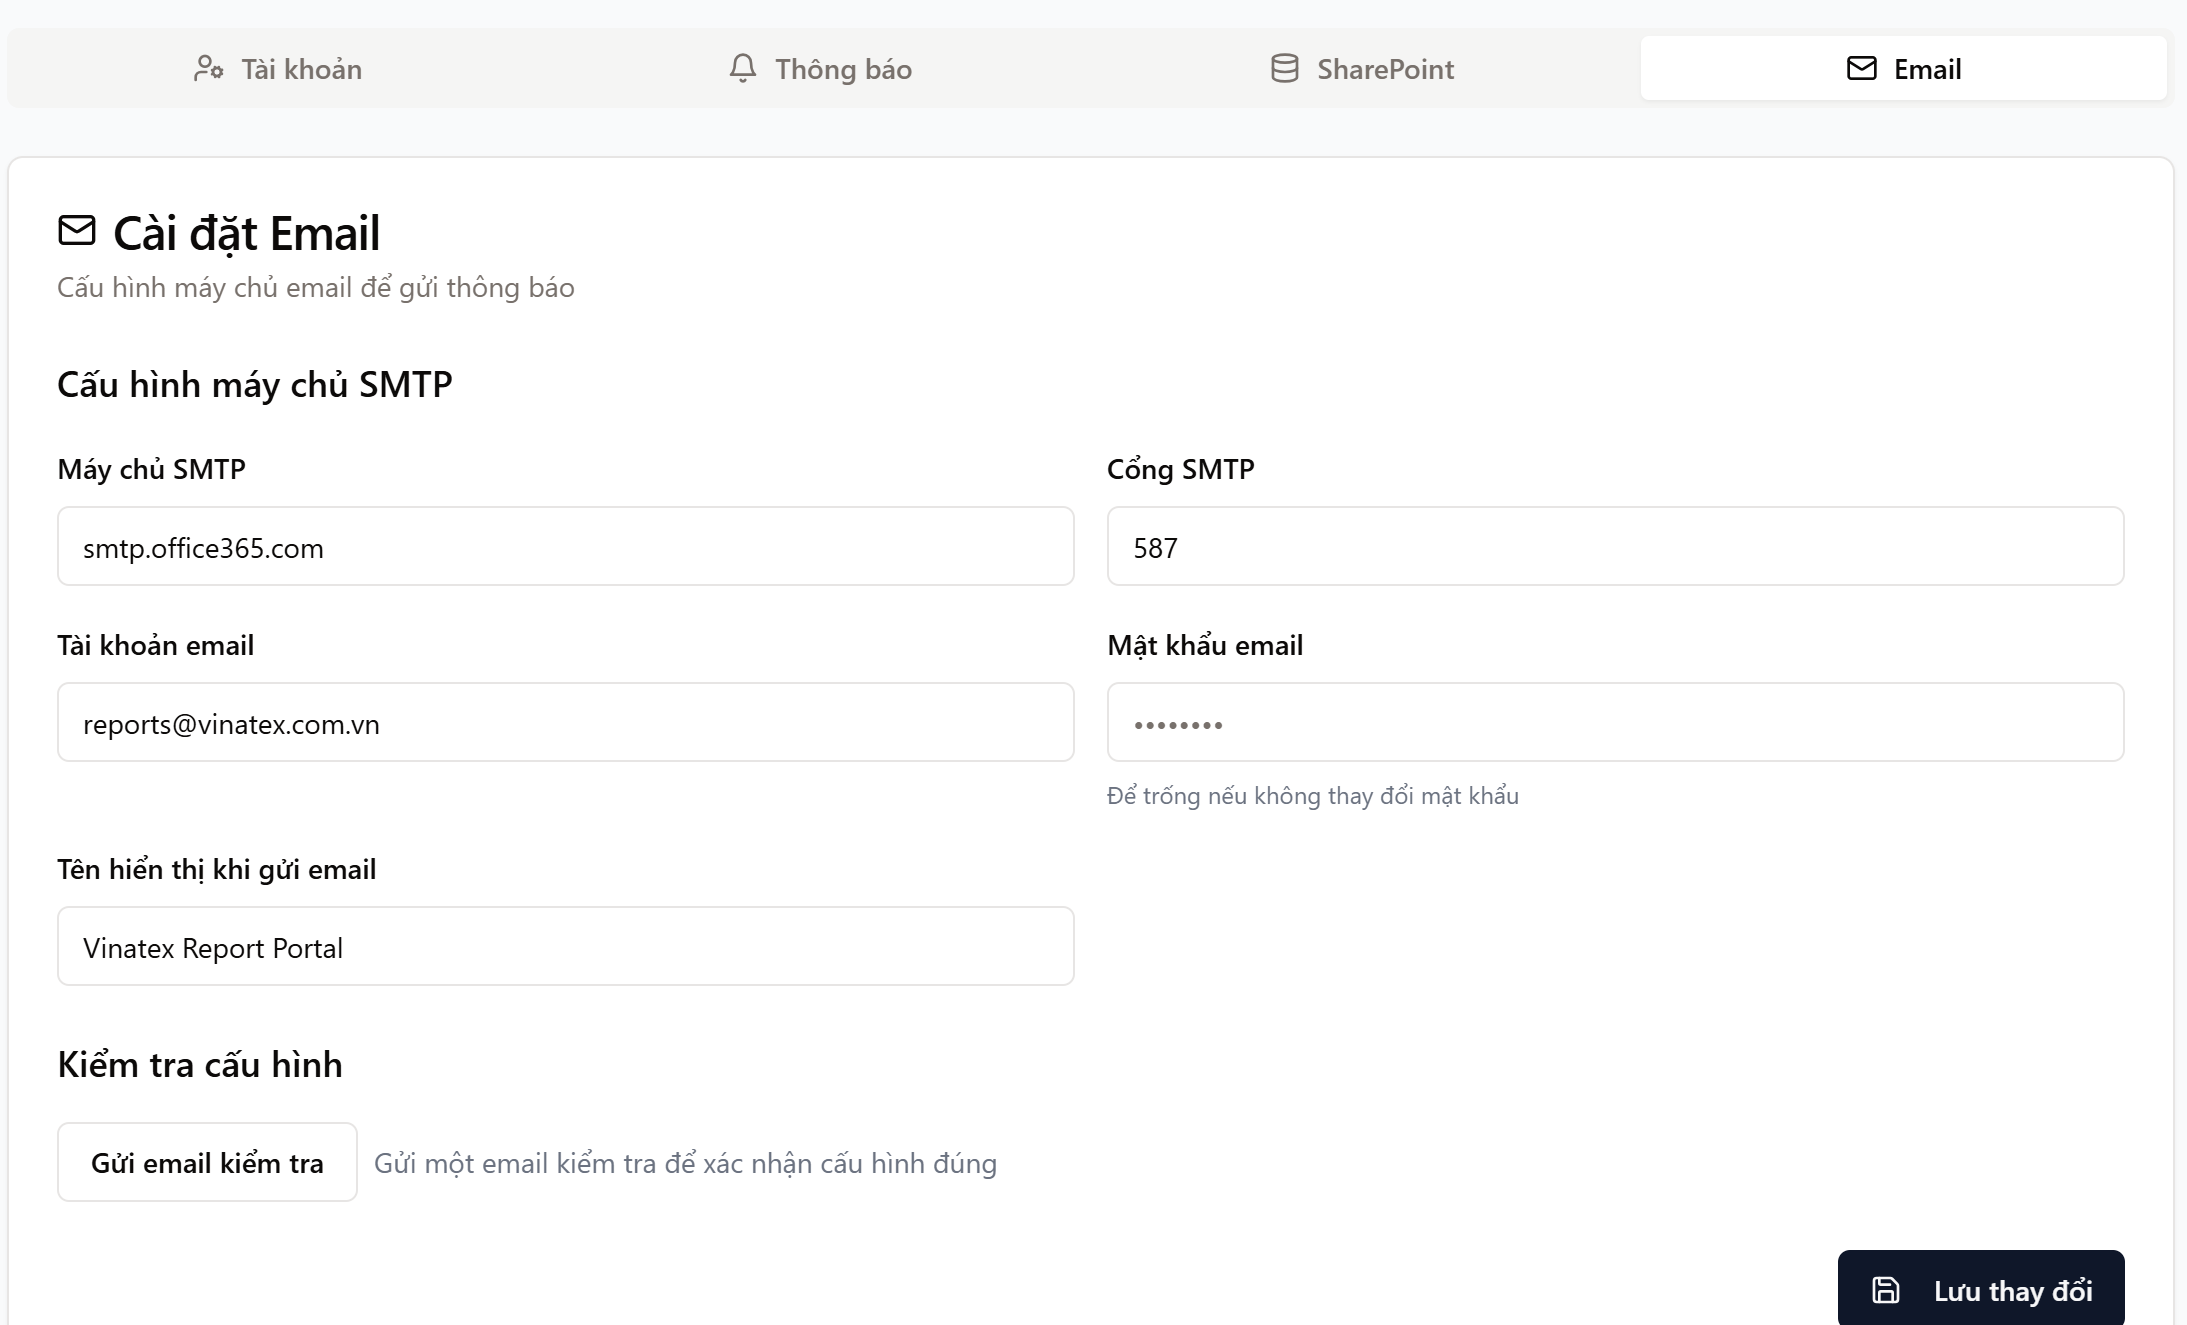 Tài khoản
Thông báo
SharePoint
Email
Cài đặt Email
Cấu hình máy chủ email để gửi thông báo
Cấu hình máy chủ SMTP
Máy chủ SMTP
Cổng SMTP
smtp.office365.com
587
Tài khoản email
Mật khẩu email
reports@vinatex.com.vn
••••••••
Để trống nếu không thay đổi mật khẩu
Tên hiển thị khi gửi email
Vinatex Report Portal
Kiểm tra cấu hình
Gửi email kiểm tra
Gửi một email kiểm tra để xác nhận cấu hình đúng
Lưu thay đổi